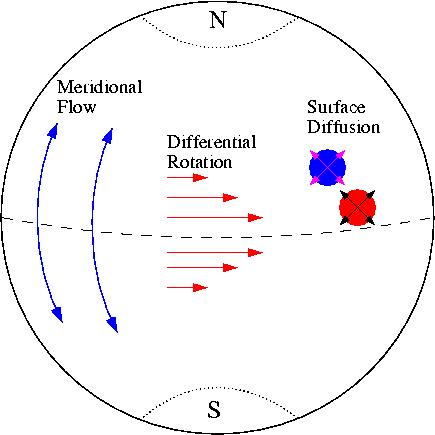 N
Meridional
Flow
Surface
Diffusion
Differential
Rotation
S